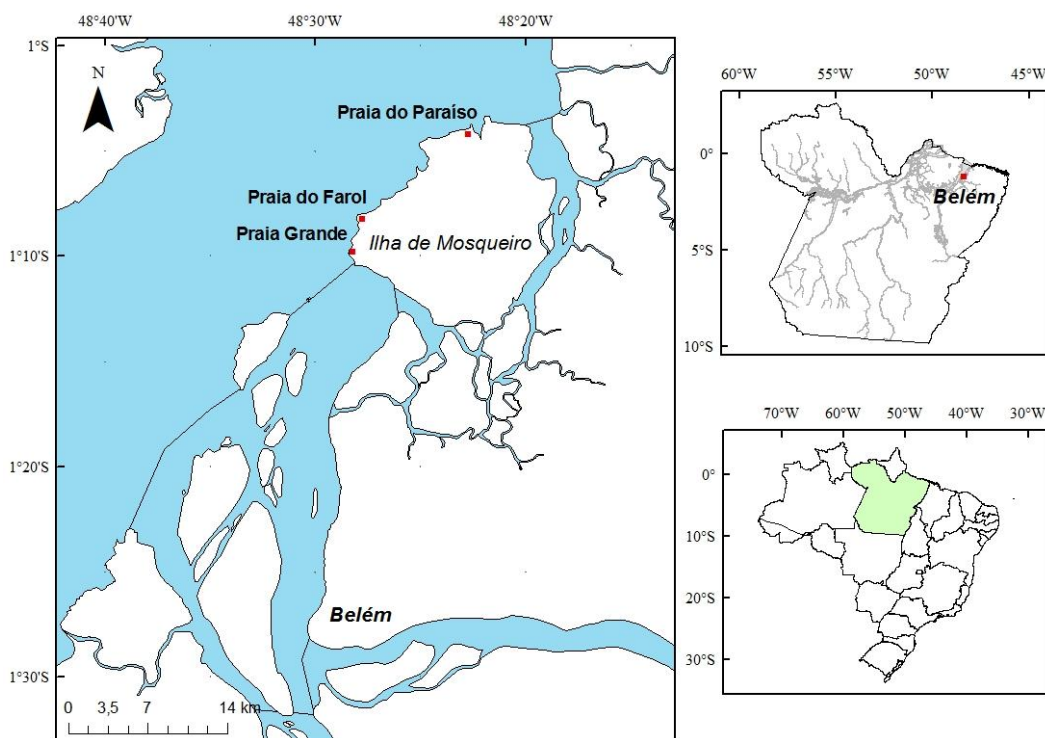 48°40'W 48°30'W 48°20'W
1°S
N
Praia do Paraíso
Praia do Farol
Praia Grande
Ilha de Mosqueiro
1°10'S
1°20'S
Belém
1°30'S
0 3,5 7 14 km
60°W 55°W 50°W 45°W
0°
Belém
5°S
10°S
70°W 60°W 50°W 40°W 30°W
0°
10°S
20°S
30°S